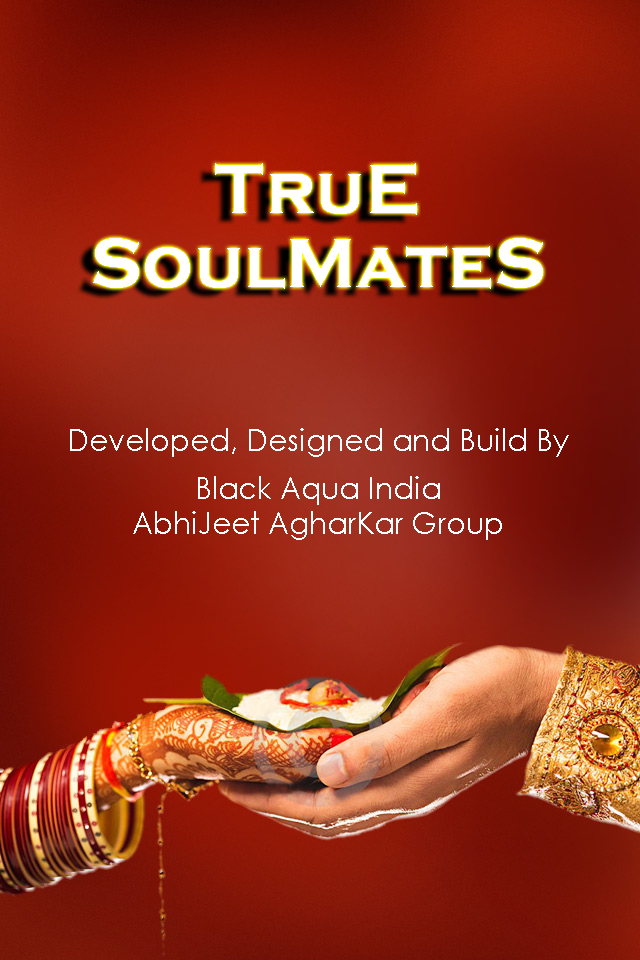 TruE
SoulMateS
Developed, Designed and Build By
Black Aqua India
AbhiJeet AgharKar Group